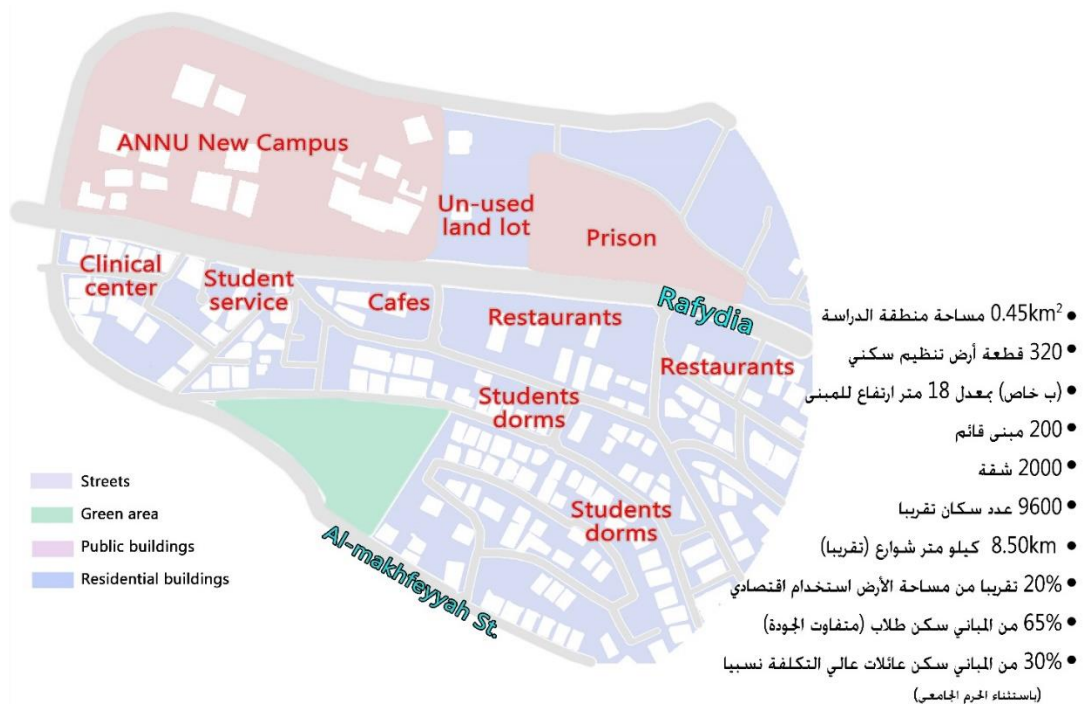 ANNU New Campus
Un-used
land lot
Prison
Clinical
center
Student
service
Cafes
Restaurants
Rafydia
Restaurants
Students
dorms
Students
dorms
Al-makhfeyyah St.
Streets
Green area
Public buildings
Residential buildings
0.45km² مساحة منطقة الدراسة
320 قطعة أرض تنظيم سكني
(ب خاص) بمعدل 18 متر ارتفاع للمبنى
200 مبنى قائم
2000 شقة
9600 عدد سكان تقريبا
8.50km كيلو متر شوارع (تقريبا)
20% تقريبا من مساحة الأرض استخدام اقتصادي
65% من المباني سكن طلاب (متفاوت الجودة)
30% من المباني سكن عائلات عالي التكلفة نسبيا
(باستثناء الحرم الجامعي)